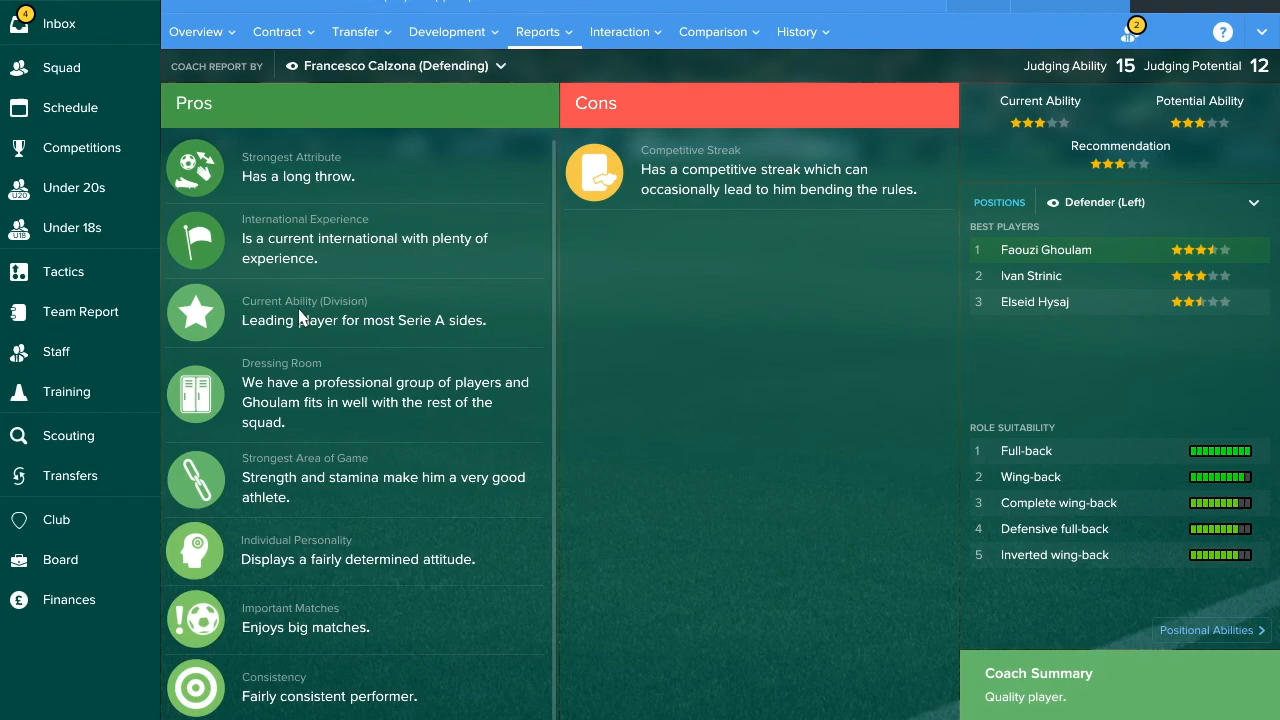 4
Inbox
Squad
Schedule
Competitions
U20
Under 20s
U18
Under 18s
Tactics
Team Report
Staff
Training
Scouting
Transfers
Club
Board
£ Finances
Overview Contract Transfer Development Reports Interaction Comparison History
2
?
COACH REPORT BY Francesco Calzona (Defending)
Judging Ability 15 Judging Potential 12
Pros
Strongest Attribute
Has a long throw.
International Experience
Is a current international with plenty of
experience.
Current Ability (Division)
Leading player for most Serie A sides.
Dressing Room
We have a professional group of players and
Ghoulam fits in well with the rest of the
squad.
Strongest Area of Game
Strength and stamina make him a very good
athlete.
Individual Personality
Displays a fairly determined attitude.
Important Matches
Enjoys big matches.
Consistency
Fairly consistent performer.
Cons
Competitive Streak
Has a competitive streak which can
occasionally lead to him bending the rules.
Current Ability Potential Ability
Recommendation
POSITIONS Defender (Left)
BEST PLAYERS
1 Faouzi Ghoulam
2 Ivan Strinic
3 Elseid Hysaj
ROLE SUITABILITY
1 Full-back
2 Wing-back
3 Complete wing-back
4 Defensive full-back
5 Inverted wing-back
Positional Abilities
Coach Summary
Quality player.